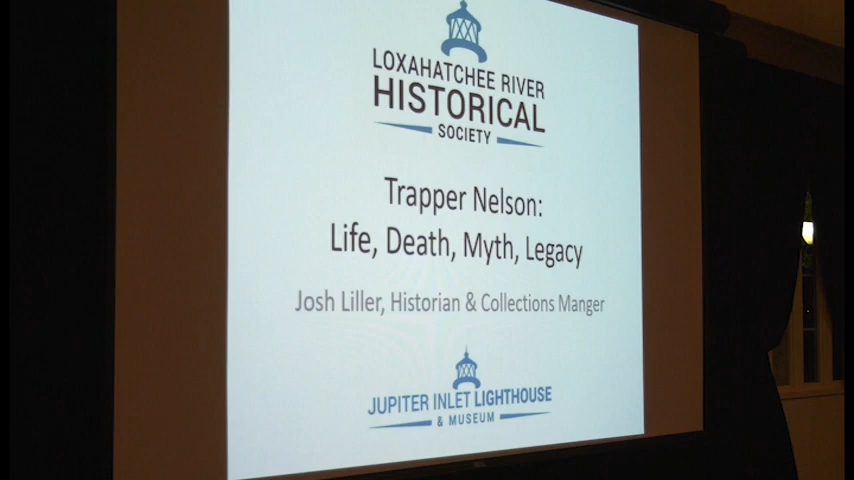 LOXAHATCHEE RIVER
HISTORICAL
SOCIETY
Trapper Nelson:
Life, Death, Myth, Legacy
Josh Liller, Historian & Collections Manger
JUPITER INLET LIGHTHOUSE
& MUSEUM